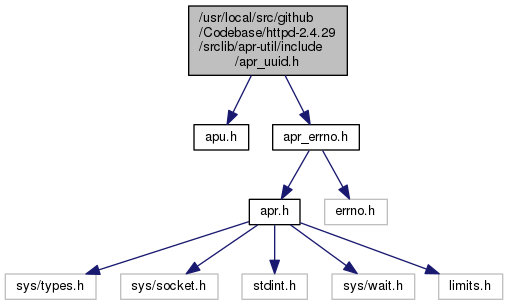 /usr/local/src/github
/Codebase/httpd-2.4.29
/srclib/apr-util/include
/apr_uuid.h
apu.h
apr_errno.h
apr.h
errno.h
sys/types.h
sys/socket.h
stdint.h
sys/wait.h
limits.h